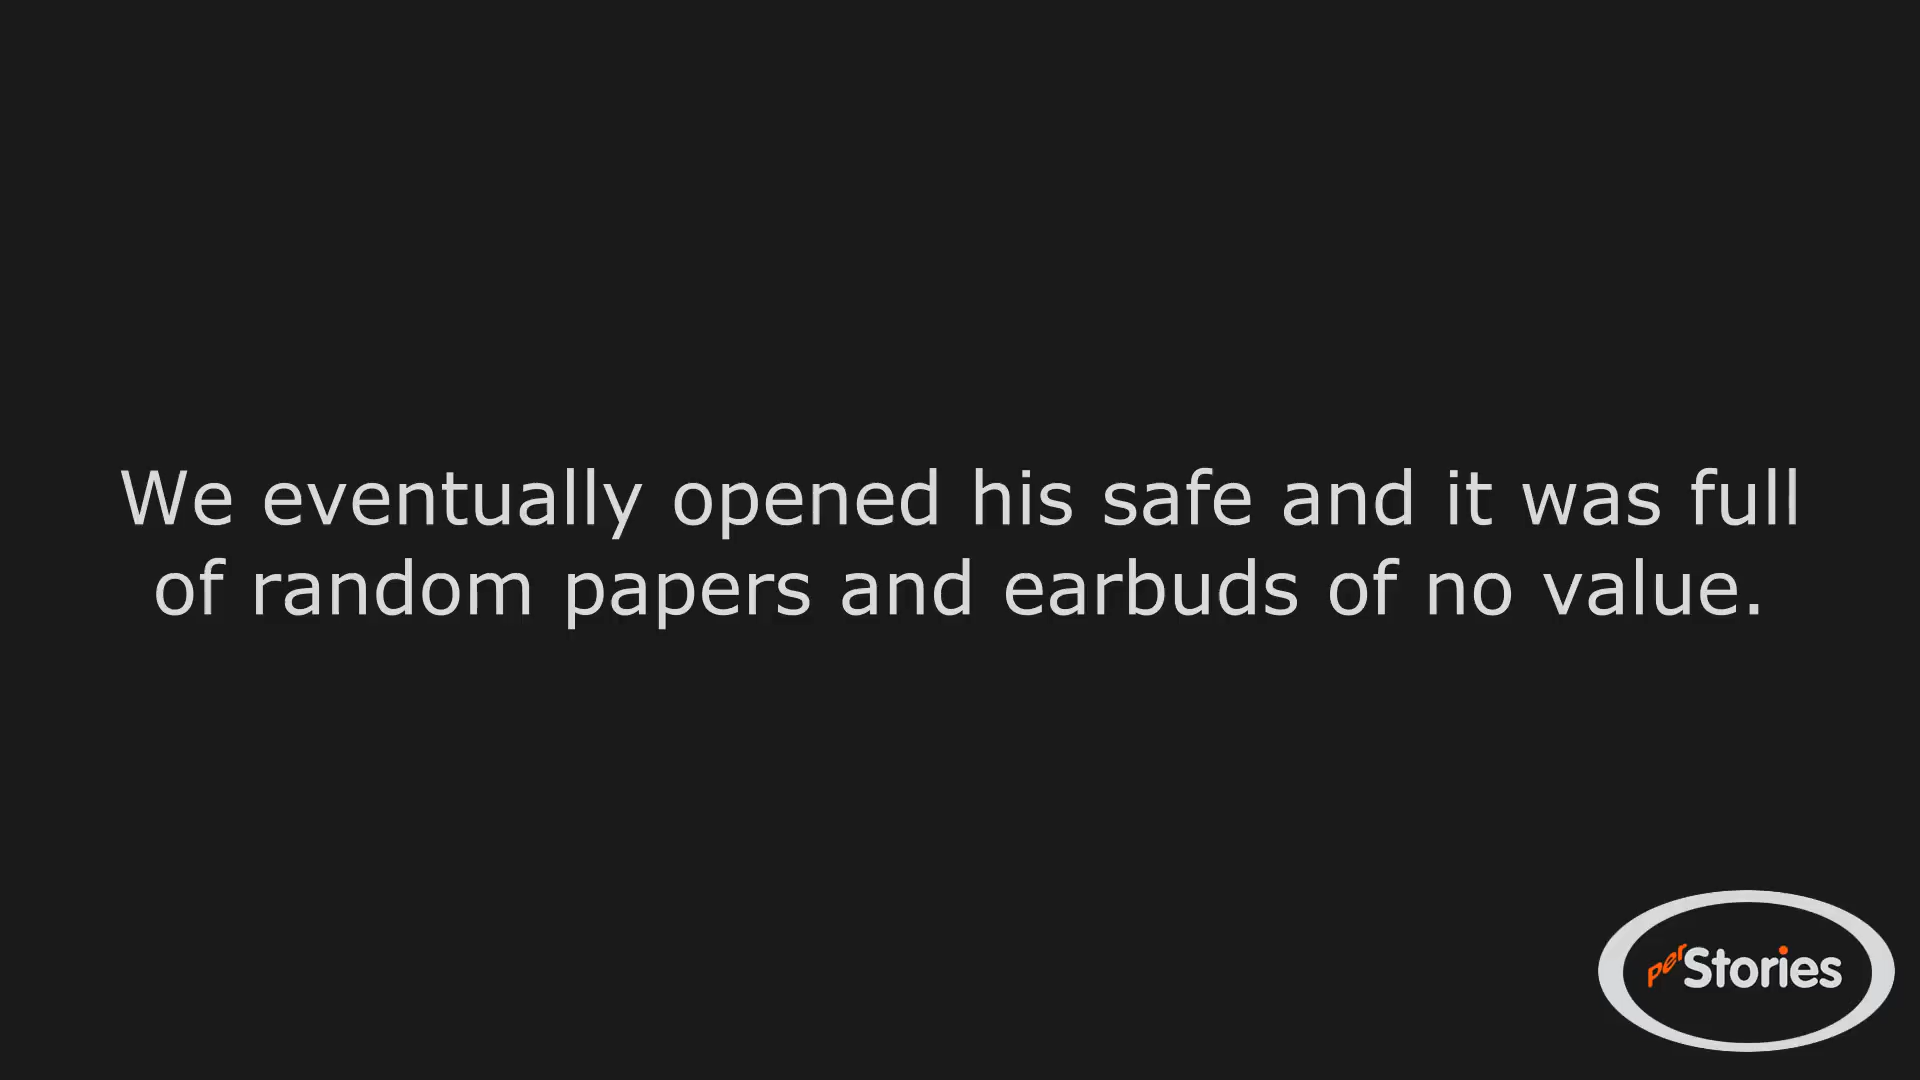 We eventually opened his safe and it was full
of random papers and earbuds of no value.
perStories